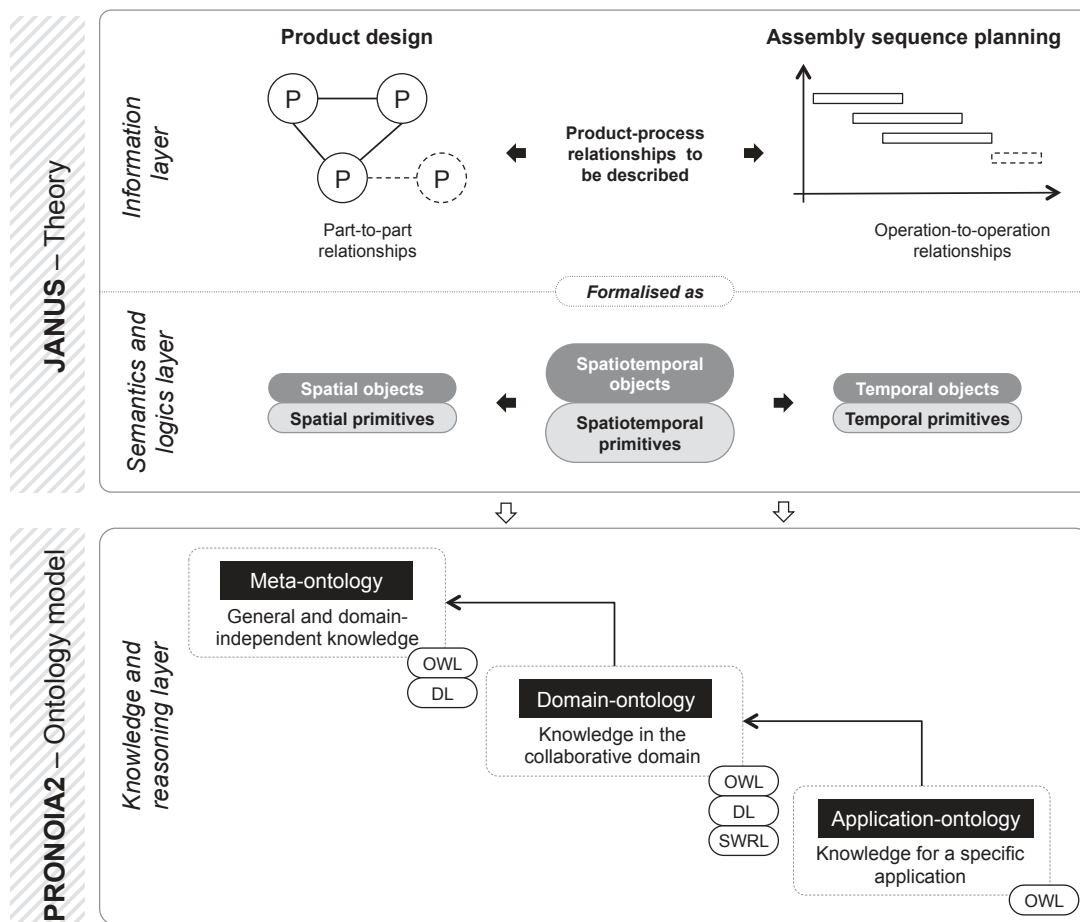 JANUS – Theory
Information
layer
Product design
Assembly sequence planning
P
P
P
P
Product-process
relationships to
be described
Part-to-part
relationships
Operation-to-operation
relationships
Formalised as
Semantics and
logics layer
Spatial objects
Spatial primitives
Spatiotemporal
objects
Spatiotemporal
primitives
Temporal objects
Temporal primitives
PRONOIA2 – Ontology model
Knowledge and
reasoning layer
Meta-ontology
General and domain-
independent knowledge
OWL
DL
Domain-ontology
Knowledge in the
collaborative domain
OWL
DL
SWRL
Application-ontology
Knowledge for a specific
application
OWL